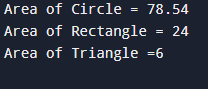 Area of Circle = 78.54
Area of Rectangle = 24
Area of Triangle =6